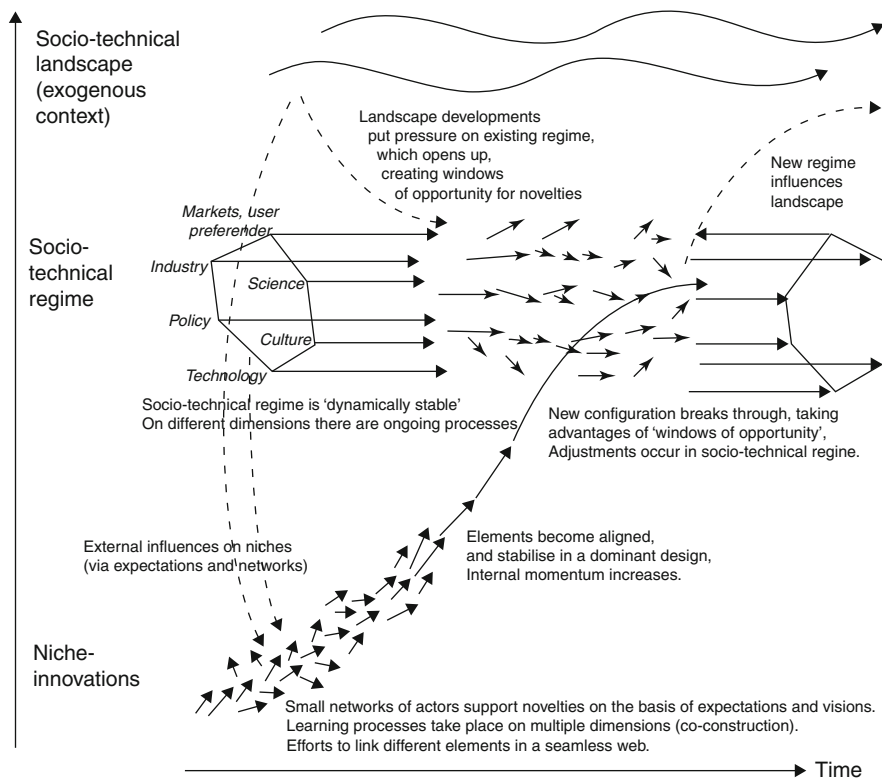 Socio-technical
landscape
(exogenous
context)
Landscape developments
put pressure on existing regime,
which opens up,
creating windows
of opportunity for novelties
New regime
influences
landscape
Markets, user
preferender
Socio-
technical
regime
Industry
Science
Policy
Culture
Technology
Socio-technical regime is ‘dynamically stable’
On different dimensions there are ongoing processes
New configuration breaks through, taking
advantages of ‘windows of opportunity’,
Adjustments occur in socio-technical regine.
External influences on niches
(via expectations and networks)
Elements become aligned,
and stabilise in a dominant design,
Internal momentum increases.
Niche-
innovations
Small networks of actors support novelties on the basis of expectations and visions.
Learning processes take place on multiple dimensions (co-construction).
Efforts to link different elements in a seamless web.
Time